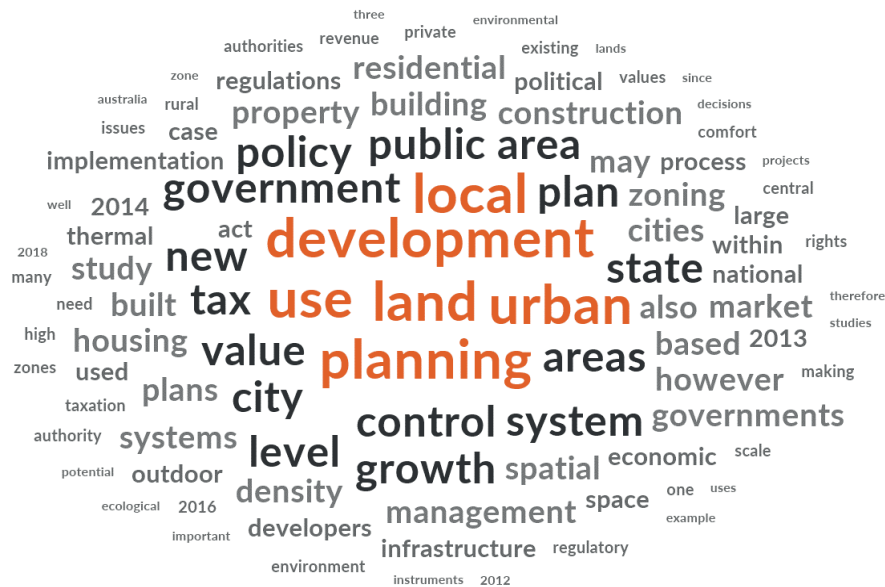 three
environmental
authorities revenue private existing lands
zone regulations residential political values since
australia rural property building construction decisions
issues case policy public area comfort
implementation government may process projects
well 2014 local plan zoning central
thermal act development cities large
2018 study new state within rights
many national
need built tax use land urban also market therefore
high housing value planning areas based 2013 studies
zones used plans city however making
taxation control system governments
authority systems level growth spatial economic scale
potential outdoor density management space one uses
ecological 2016 example
important developers infrastructure regulatory
environment instruments 2012